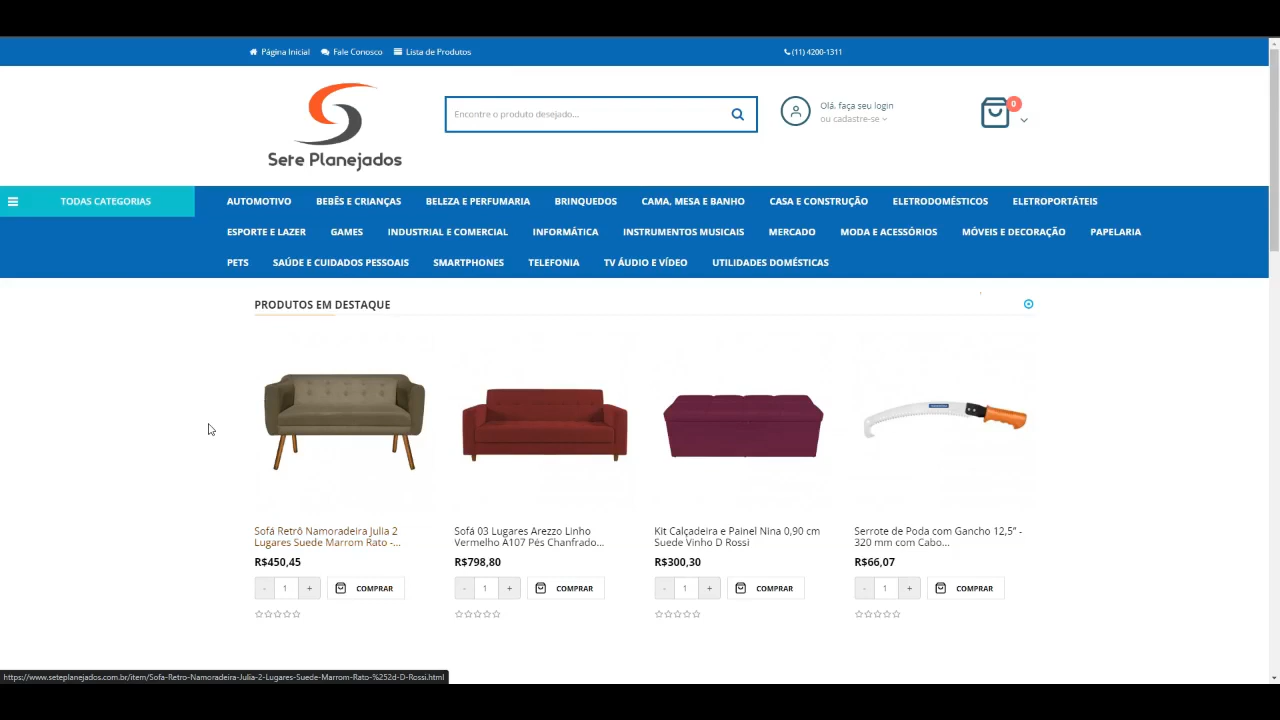 Página Inicial Fale Conosco Lista de Produtos (11) 4200-1311
Sete Planejados
Encontre o produto desejado...
Olá, faça seu login
ou cadastre-se
0
TODAS CATEGORIAS
AUTOMOTIVO BEBÊS E CRIANÇAS BELEZA E PERFUMARIA BRINQUEDOS CAMA, MESA E BANHO CASA E CONSTRUÇÃO ELETRODOMÉSTICOS ELETROPORTÁTEIS
ESPORTE E LAZER GAMES INDUSTRIAL E COMERCIAL INFORMÁTICA INSTRUMENTOS MUSICAIS MERCADO MODA E ACESSÓRIOS MÓVEIS E DECORAÇÃO PAPELARIA
PETS SAÚDE E CUIDADOS PESSOAIS SMARTPHONES TELEFONIA TV ÁUDIO E VÍDEO UTILIDADES DOMÉSTICAS
PRODUTOS EM DESTAQUE
Sofá Retrô Namoradeira Julia 2
Lugares Suede Marrom Rato -...
R$450,45
- 1 + COMPRAR
Sofá 03 Lugares Arezzo Linho
Vermelho A107 Pés Chanfrado...
R$798,80
- 1 + COMPRAR
Kit Calçadeira e Painel Nina 0,90 cm
Suede Vinho D Rossi
R$300,30
- 1 + COMPRAR
Serrote de Poda com Gancho 12,5” -
320 mm com Cabo...
R$66,07
- 1 + COMPRAR
https://www.seteplanejados.com.br/item/Sofa-Retro-Namoradeira-Julia-2-Lugares-Suede-Marrom-Rato-%252d-D-Rossi.html